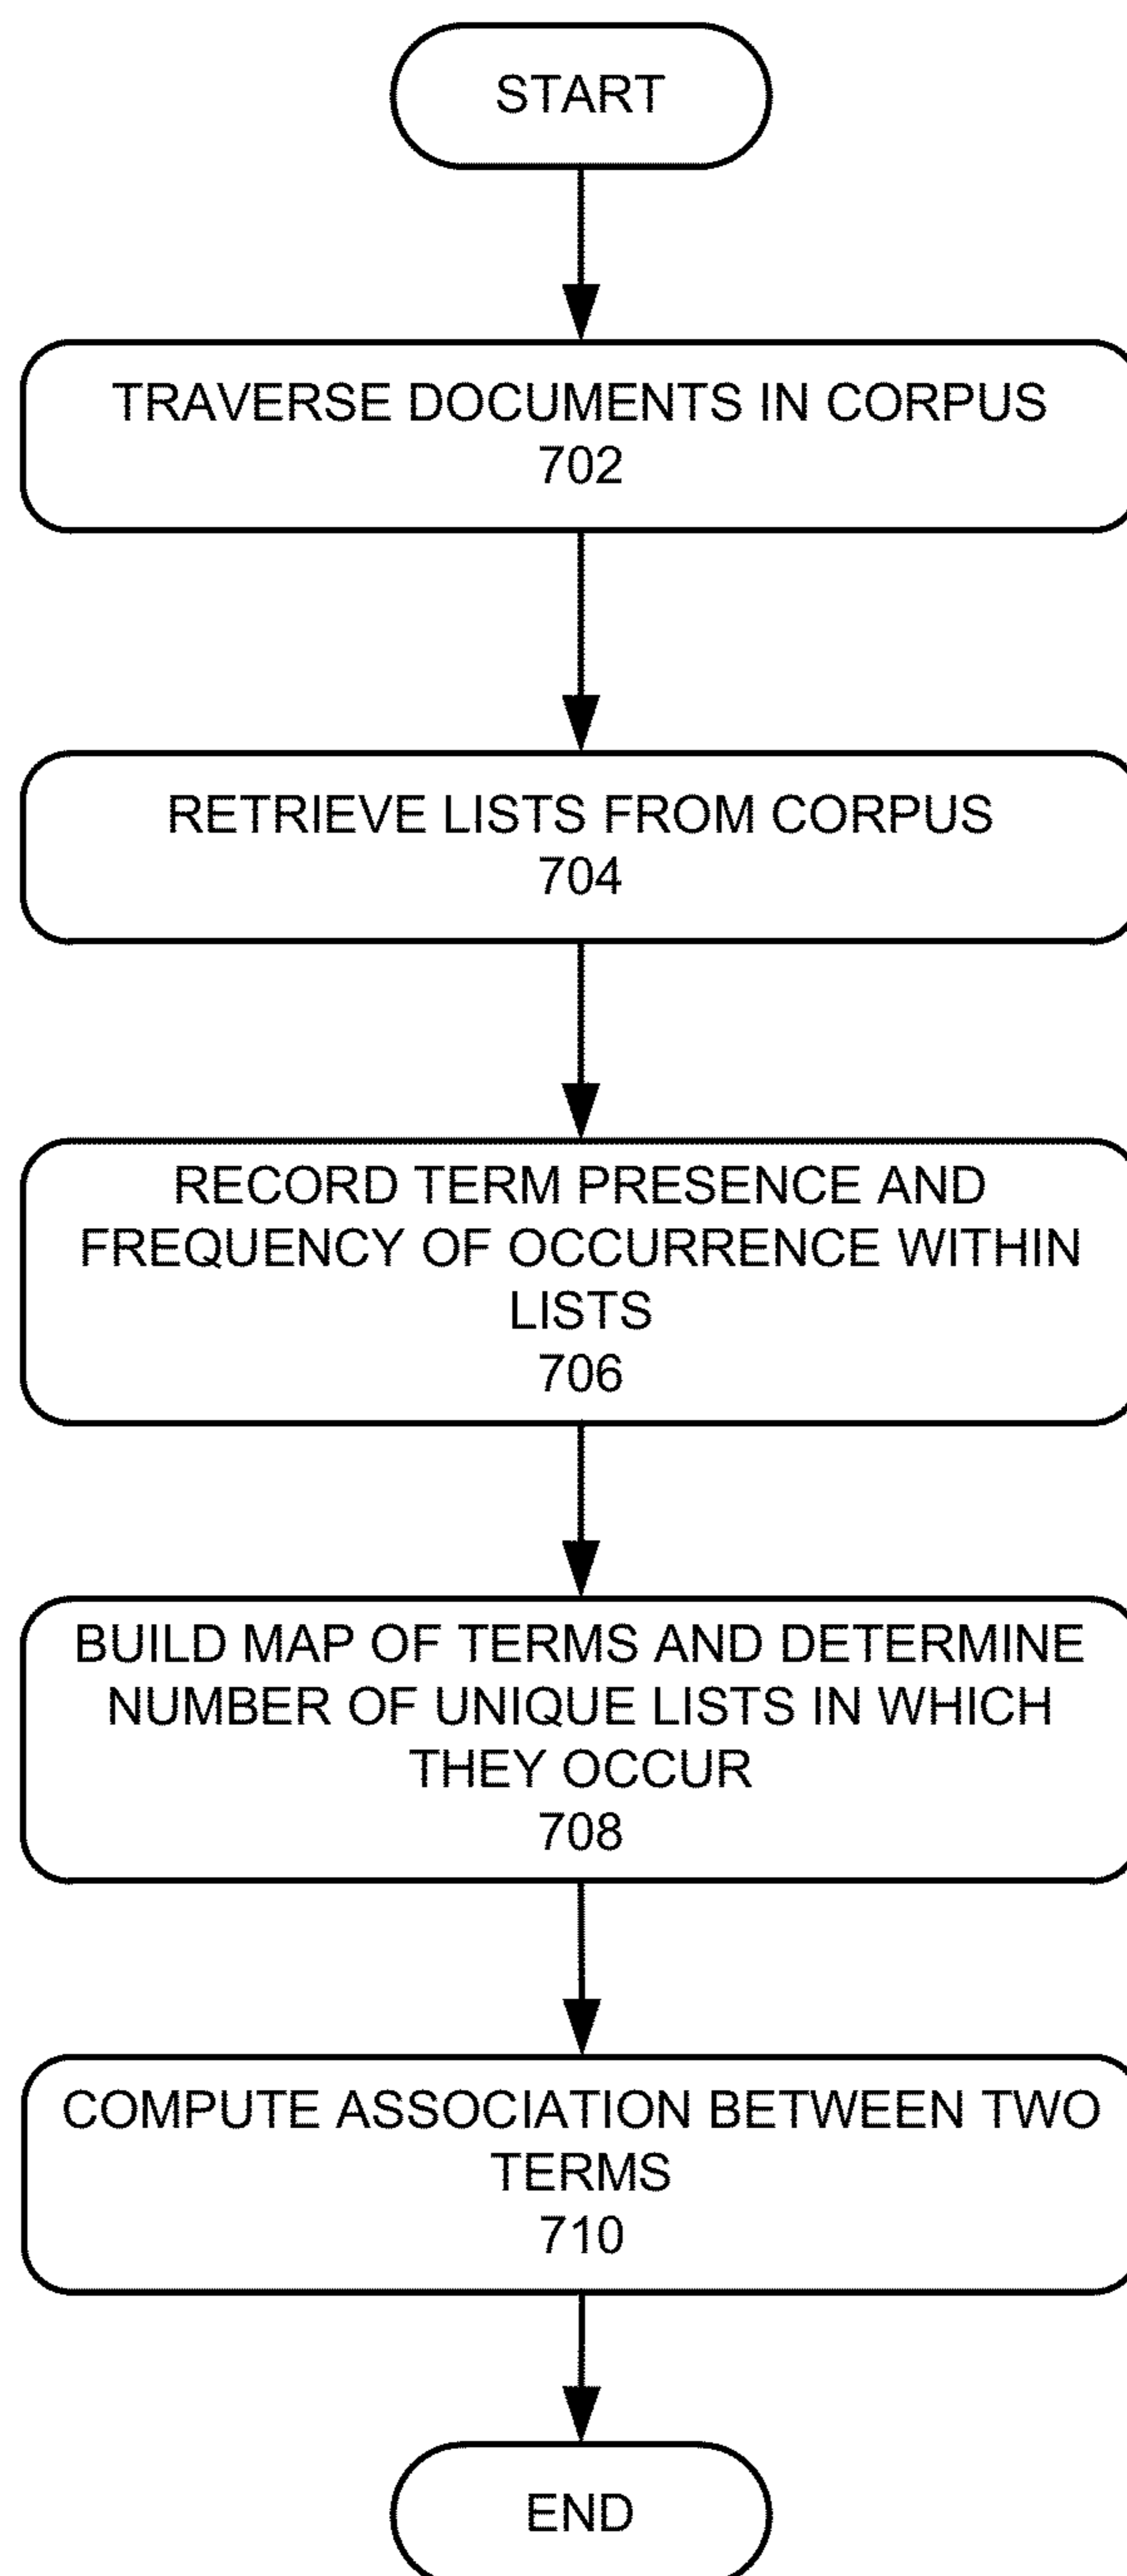 START
TRAVERSE DOCUMENTS IN CORPUS
702
RETRIEVE LISTS FROM CORPUS
704
RECORD TERM PRESENCE AND
FREQUENCY OF OCCURRENCE WITHIN
LISTS
706
BUILD MAP OF TERMS AND DETERMINE
NUMBER OF UNIQUE LISTS IN WHICH
THEY OCCUR
708
COMPUTE ASSOCIATION BETWEEN TWO
TERMS
710
END